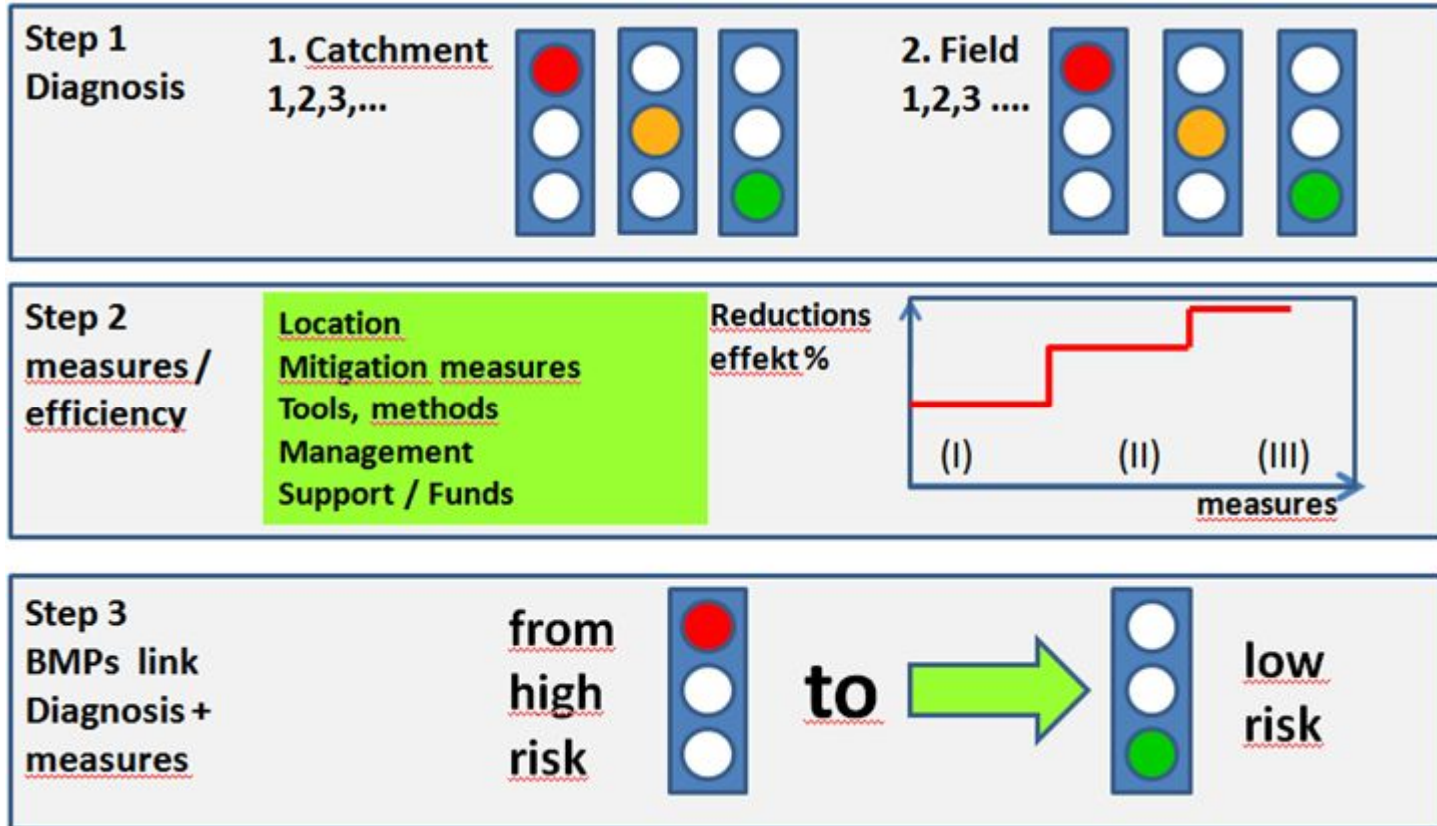 Step 1
Diagnosis
1. Catchment
1,2,3,...
2. Field
1,2,3 ....
Step 2
measures /
efficiency
Location
Mitigation measures
Tools, methods
Management
Support / Funds
Reductions
effekt %
(I)
(II)
(III)
measures
Step 3
BMPs link
Diagnosis +
measures
from
high
risk
to
low
risk